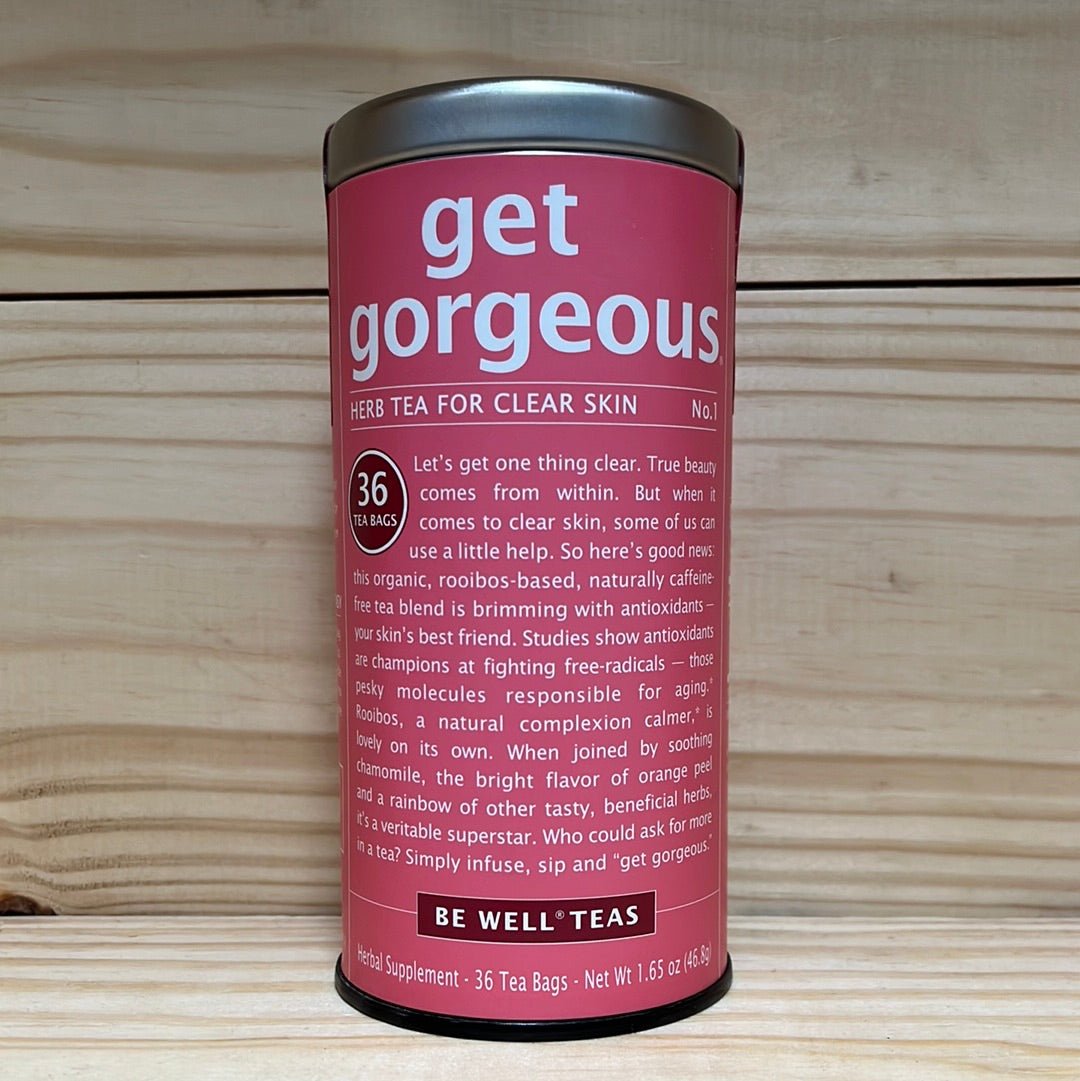 get
gorgeous®
HERB TEA FOR CLEAR SKIN No.1
36
TEA BAGS
Let's get one thing clear. True beauty
comes from within. But when it
comes to clear skin, some of us can
use a little help. So here's good news:
this organic, rooibos-based, naturally caffeine-
free tea blend is brimming with antioxidants –
your skin's best friend. Studies show antioxidants
are champions at fighting free-radicals — those
pesky molecules responsible for aging.*
Rooibos, a natural complexion calmer,* is
lovely on its own. When joined by soothing
chamomile, the bright flavor of orange peel
and a rainbow of other tasty, beneficial herbs,
it's a veritable superstar. Who could ask for more
in a tea? Simply infuse, sip and "get gorgeous."
BE WELL® TEAS
Herbal Supplement - 36 Tea Bags - Net Wt 1.65 oz (46.8g)